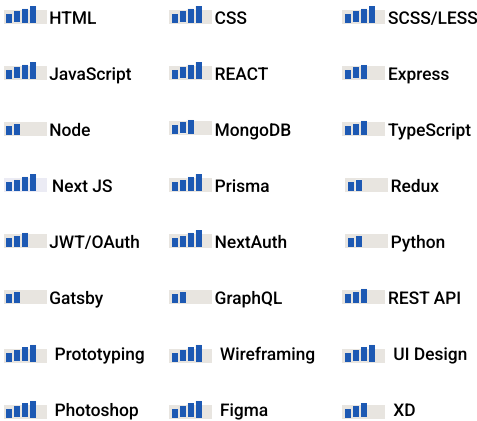 HTML CSS SCSS/LESS
JavaScript REACT Express
Node MongoDB TypeScript
Next JS Prisma Redux
JWT/OAuth NextAuth Python
Gatsby GraphQL REST API
Prototyping Wireframing UI Design
Photoshop Figma XD